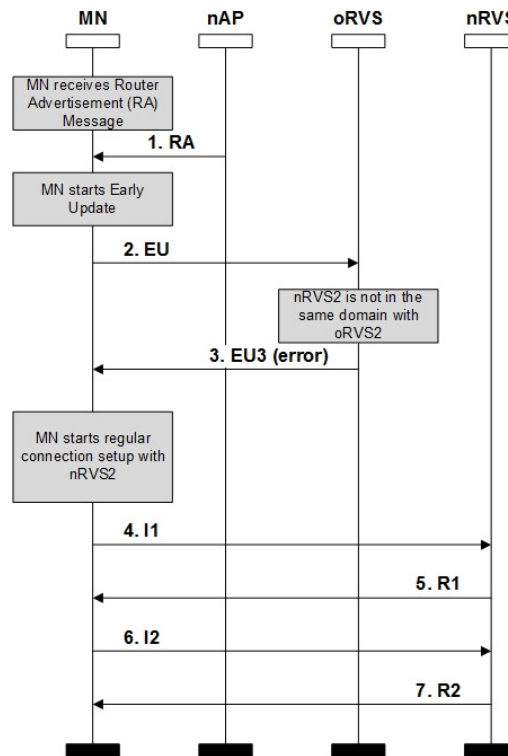 MN nAP oRVS nRVS
MN receives Router
Advertisement (RA)
Message
1. RA
MN starts Early
Update
2. EU
nRVS2 is not in the
same domain with
oRVS2
3. EU3 (error)
MN starts regular
connection setup with
nRVS2
4. I1
5. R1
6. I2
7. R2